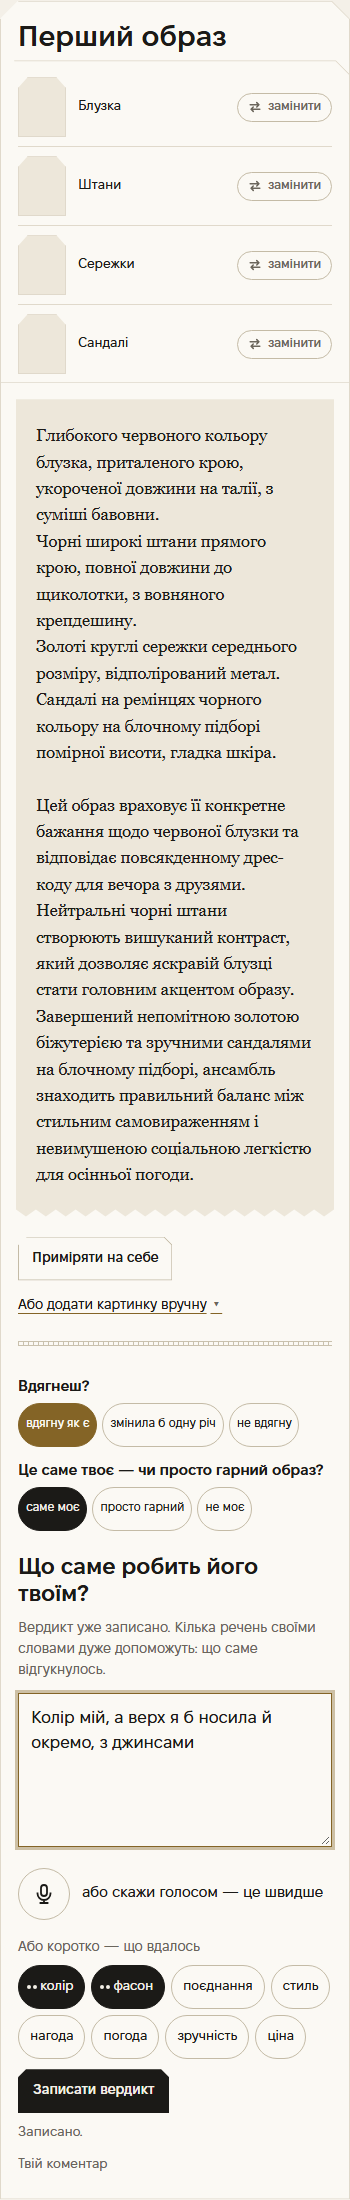 Перший образ
Блузка
замінити
Штани
замінити
Сережки
замінити
Сандалі
замінити
Глибокого червоного кольору
блузка, приталеного крою,
укороченої довжини на талії, з
суміші бавовни.
Чорні широкі штани прямого
крою, повної довжини до
щиколотки, з вовняного
крепдешину.
Золоті круглі сережки середнього
розміру, відполірований метал.
Сандалі на ремінцях чорного
кольору на блочному підборі
помірної висоти, гладка шкіра.
Цей образ враховує її конкретне
бажання щодо червоної блузки та
відповідає повсякденному дрес-
коду для вечора з друзями.
Нейтральні чорні штани
створюють вишуканий контраст,
який дозволяє яскравій блузці
стати головним акцентом образу.
Завершений непомітною золотою
біжутерією та зручними сандалями
на блочному підборі, ансамбль
знаходить правильний баланс між
стильним самовираженням і
невимушеною соціальною легкістю
для осінньої погоди.
Приміряти на себе
Або додати картинку вручну
Вдягнеш?
вдягну як є
змінила б одну річ
не вдягну
Це саме твоє — чи просто гарний образ?
саме моє
просто гарний
не моє
Що саме робить його
твоїм?
Вердикт уже записано. Кілька речень своїми
словами дуже допоможуть: що саме
відгукнулось.
Колір мій, а верх я б носила й
окремо, з джинсами
або скажи голосом — це швидше
Або коротко — що вдалось
колір
фасон
поєднання
стиль
нагода
погода
зручність
ціна
Записати вердикт
Записано.
Твій коментар